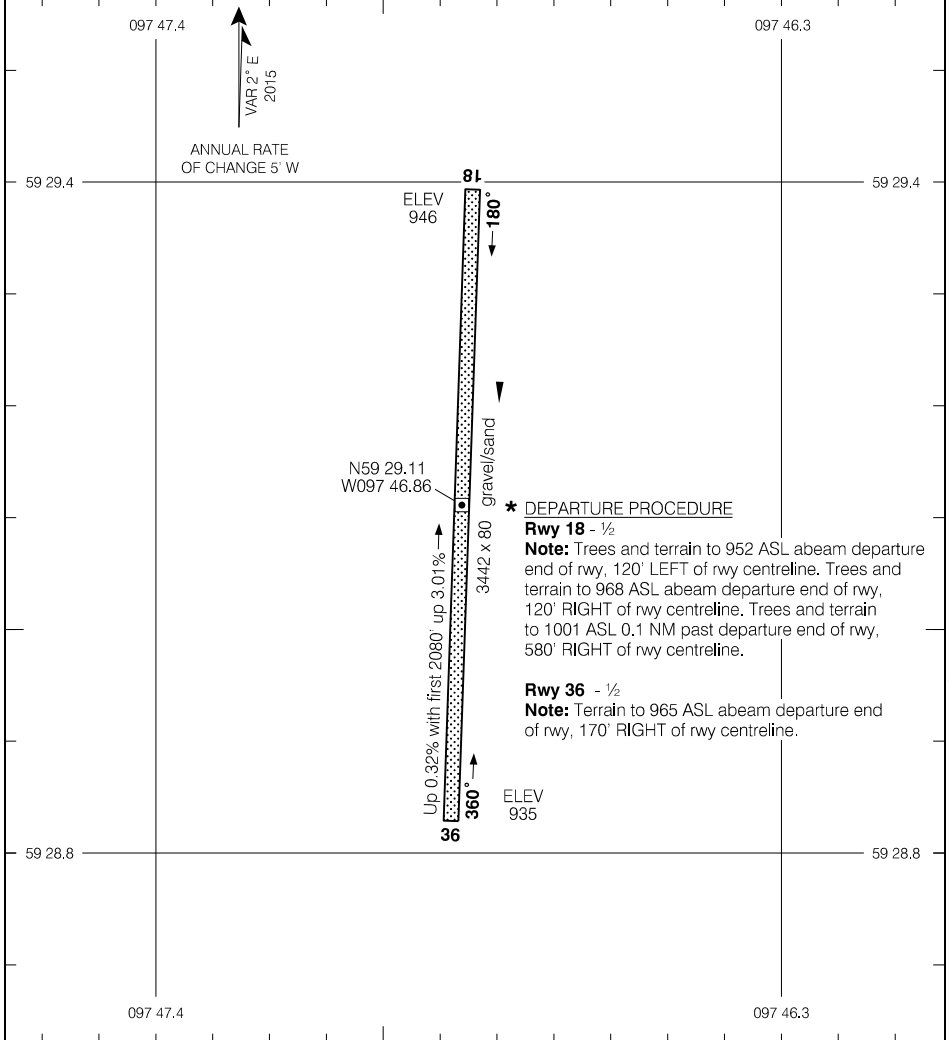 097 47.4
097 46.3
VAR 2° E
2015
ANNUAL RATE
OF CHANGE 5' W
59 29.4
59 29.4
18
ELEV
946
180°
gravel/sand
N59 29.11
W097 46.86
3442 x 80
Up 0.32% with first 2080' up 3.01%
* DEPARTURE PROCEDURE
Rwy 18 - ½
Note: Trees and terrain to 952 ASL abeam departure
end of rwy, 120' LEFT of rwy centreline. Trees and
terrain to 968 ASL abeam departure end of rwy,
120' RIGHT of rwy centreline. Trees and terrain
to 1001 ASL 0.1 NM past departure end of rwy,
580' RIGHT of rwy centreline.
Rwy 36 - ½
Note: Terrain to 965 ASL abeam departure end
of rwy, 170' RIGHT of rwy centreline.
360°
ELEV
935
36
59 28.8
59 28.8
097 47.4
097 46.3